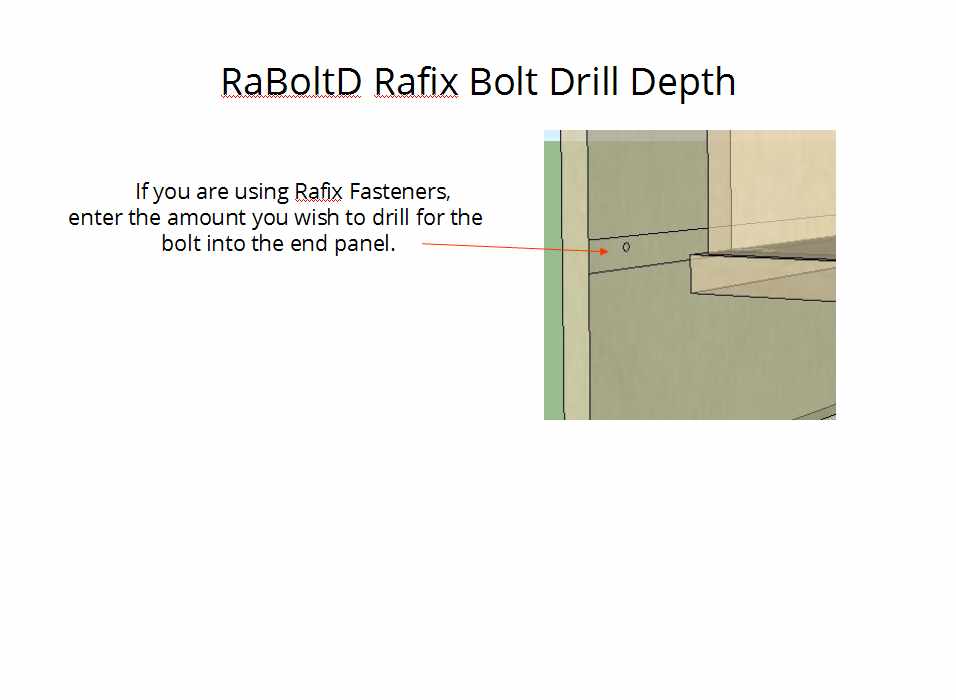 RaBoltD Rafix Bolt Drill Depth
If you are using Rafix Fasteners,
enter the amount you wish to drill for the
bolt into the end panel.